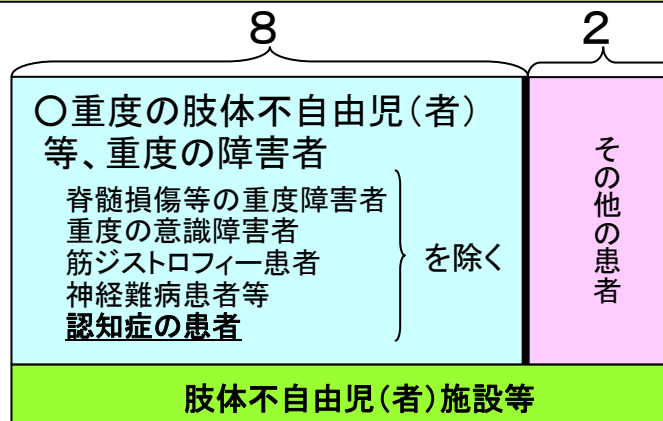 8
2
○重度の肢体不自由児(者)
等、重度の障害者
脊髄損傷等の重度障害者
重度の意識障害者
筋ジストロフィー患者
神経難病患者等
認知症の患者
を除く
その他の患者
肢体不自由児(者)施設等